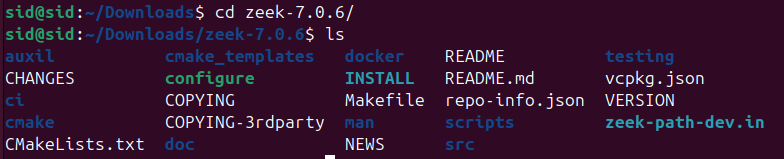 sid@sid:~/Downloads$ cd zeek-7.0.6/
sid@sid:~/Downloads/zeek-7.0.6$ ls
auxil cmake_templates docker README testing
CHANGES configure INSTALL README.md vcpkg.json
ci COPYING Makefile repo-info.json VERSION
cmake COPYING-3rdparty man scripts zeek-path-dev.in
CMakeLists.txt doc NEWS src